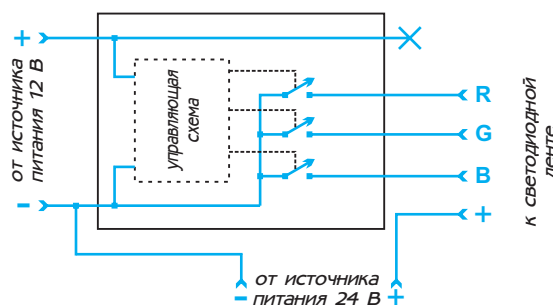 +
от источника
питания 12 В
-
управляющая
схема
R
G
B
+
к светодиодной
ленте
от источника
- питания 24 В +